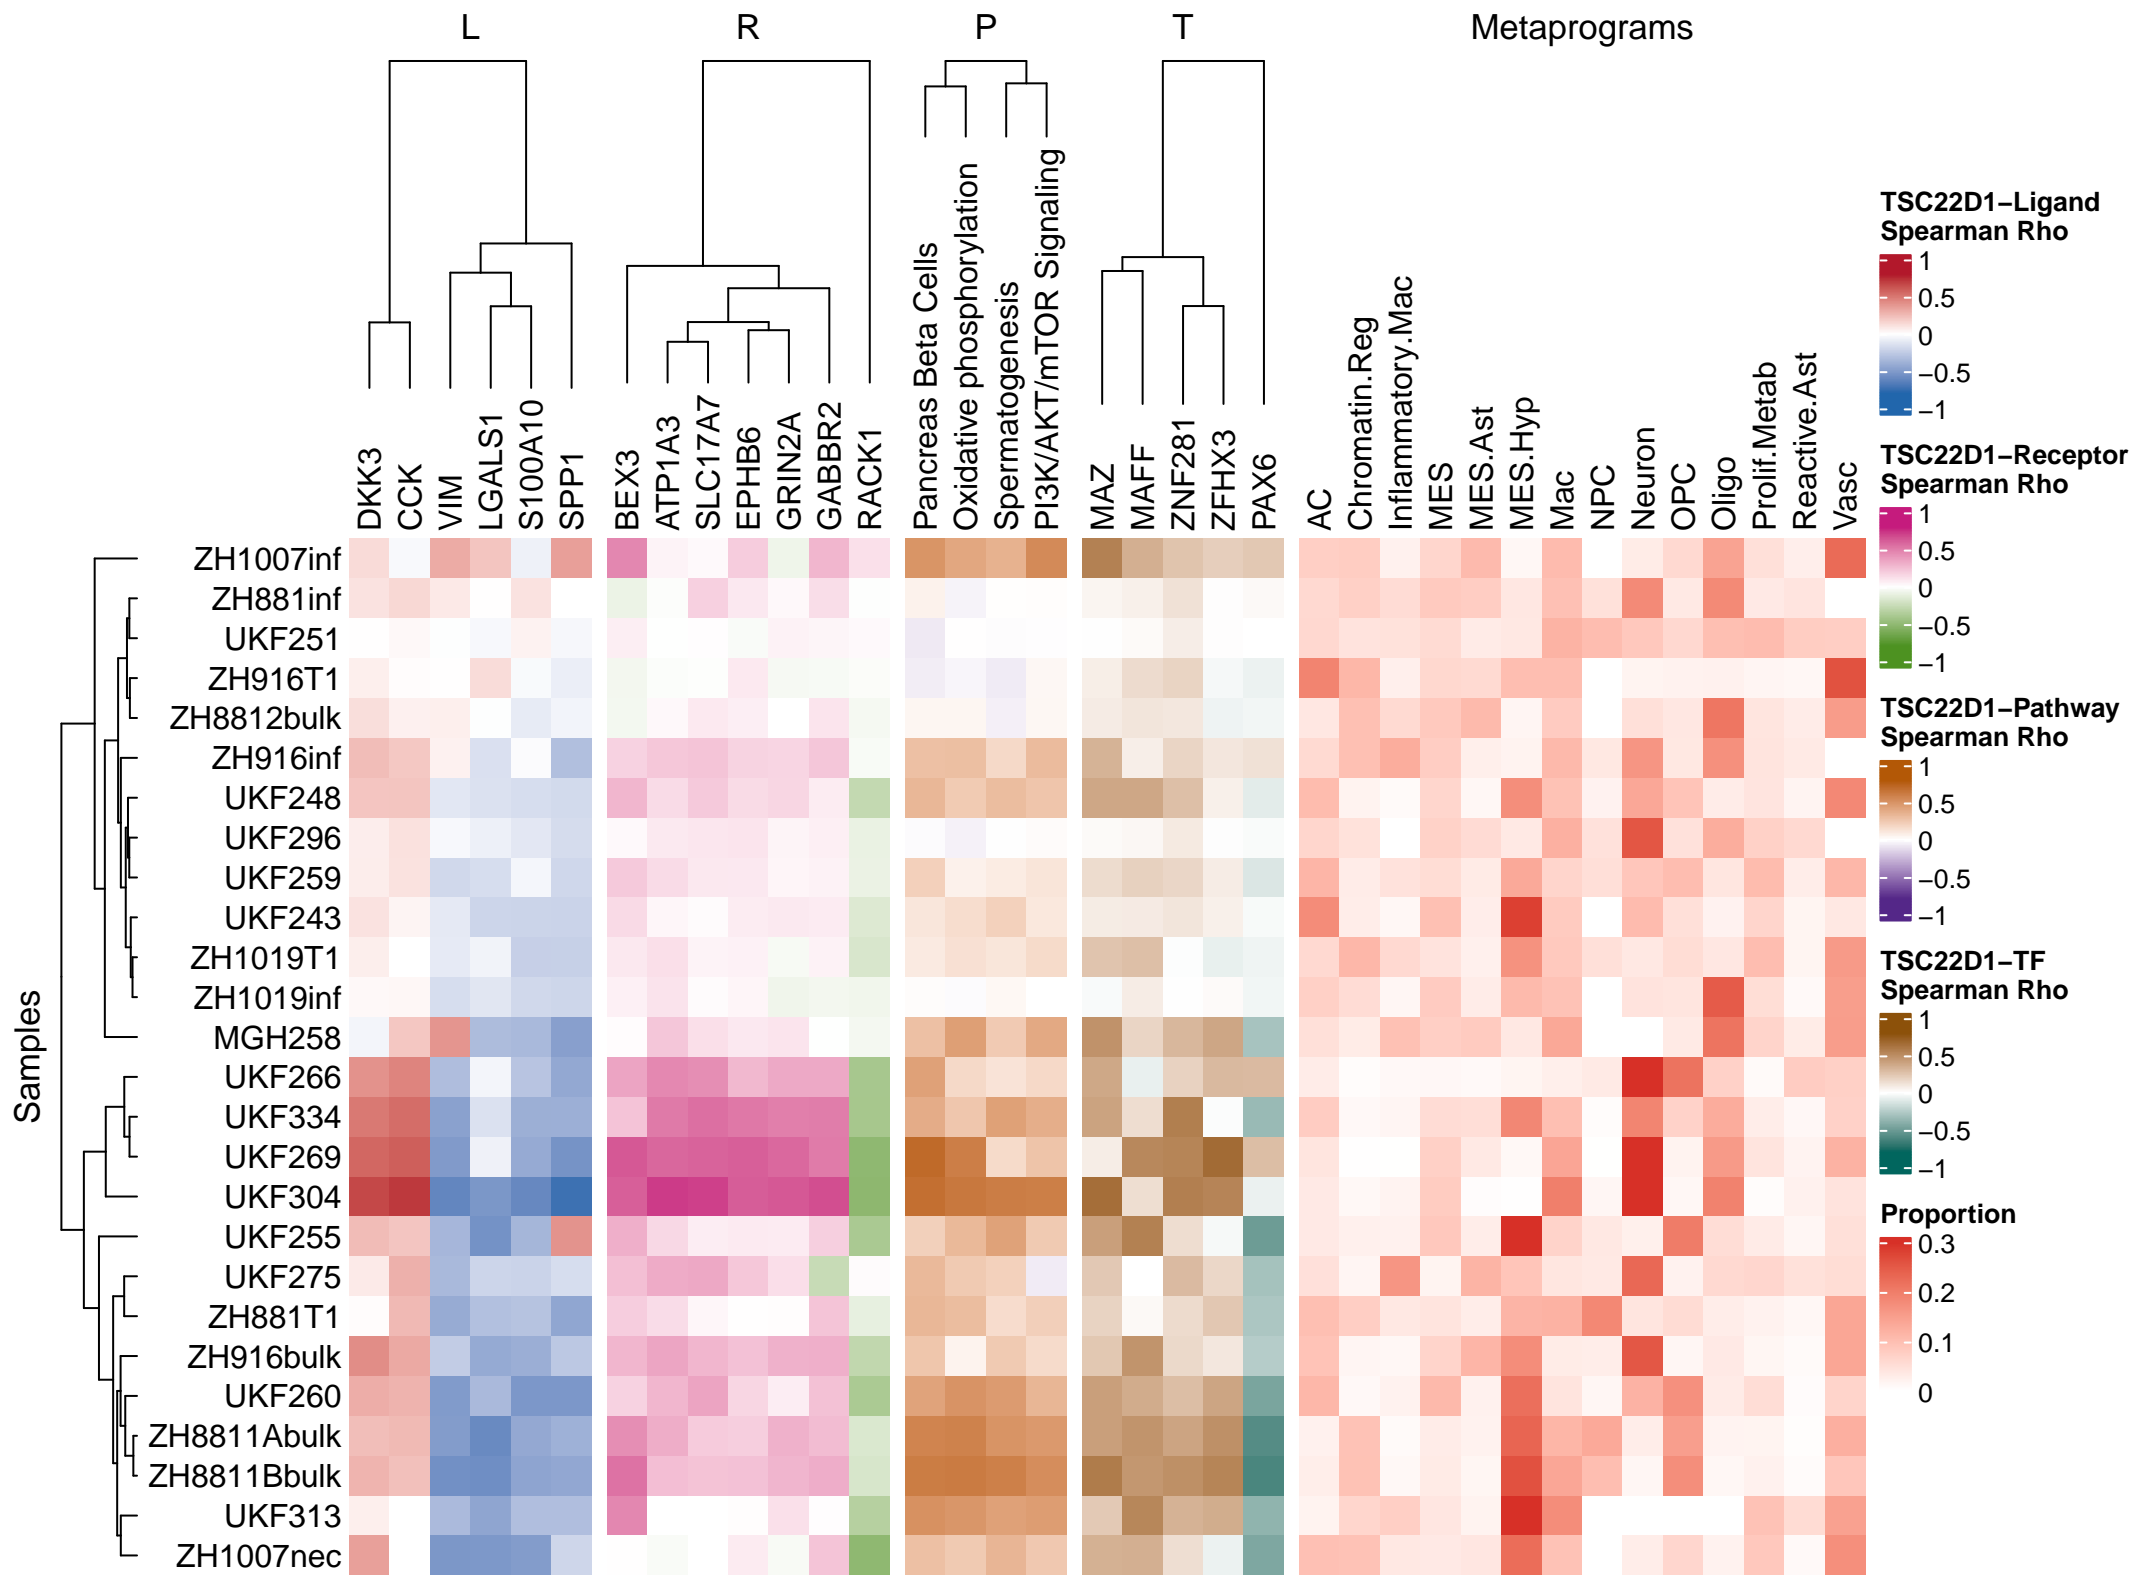 L R P T Metaprograms
DKK3
CCK
VIM
LGALS1
S100A10
SPP1
BEX3
ATP1A3
SLC17A7
EPHB6
GRIN2A
GABBR2
RACK1
Pancreas Beta Cells
Oxidative phosphorylation
Spermatogenesis
PI3K/AKT/mTOR Signaling
MAZ
MAFF
ZNF281
ZFHX3
PAX6
AC
Chromatin.Reg
Inflammatory.Mac
MES
MES.Ast
MES.Hyp
Mac
NPC
Neuron
OPC
Oligo
Prolif.Metab
Reactive.Ast
Vasc
Samples
ZH1007inf
ZH881inf
UKF251
ZH916T1
ZH8812bulk
ZH916inf
UKF248
UKF296
UKF259
UKF243
ZH1019T1
ZH1019inf
MGH258
UKF266
UKF334
UKF269
UKF304
UKF255
UKF275
ZH881T1
ZH916bulk
UKF260
ZH8811Abulk
ZH8811Bbulk
UKF313
ZH1007nec
TSC22D1−Ligand
Spearman Rho
1
0.5
0
−0.5
−1
TSC22D1−Receptor
Spearman Rho
1
0.5
0
−0.5
−1
TSC22D1−Pathway
Spearman Rho
1
0.5
0
−0.5
−1
TSC22D1−TF
Spearman Rho
1
0.5
0
−0.5
−1
Proportion
0.3
0.2
0.1
0